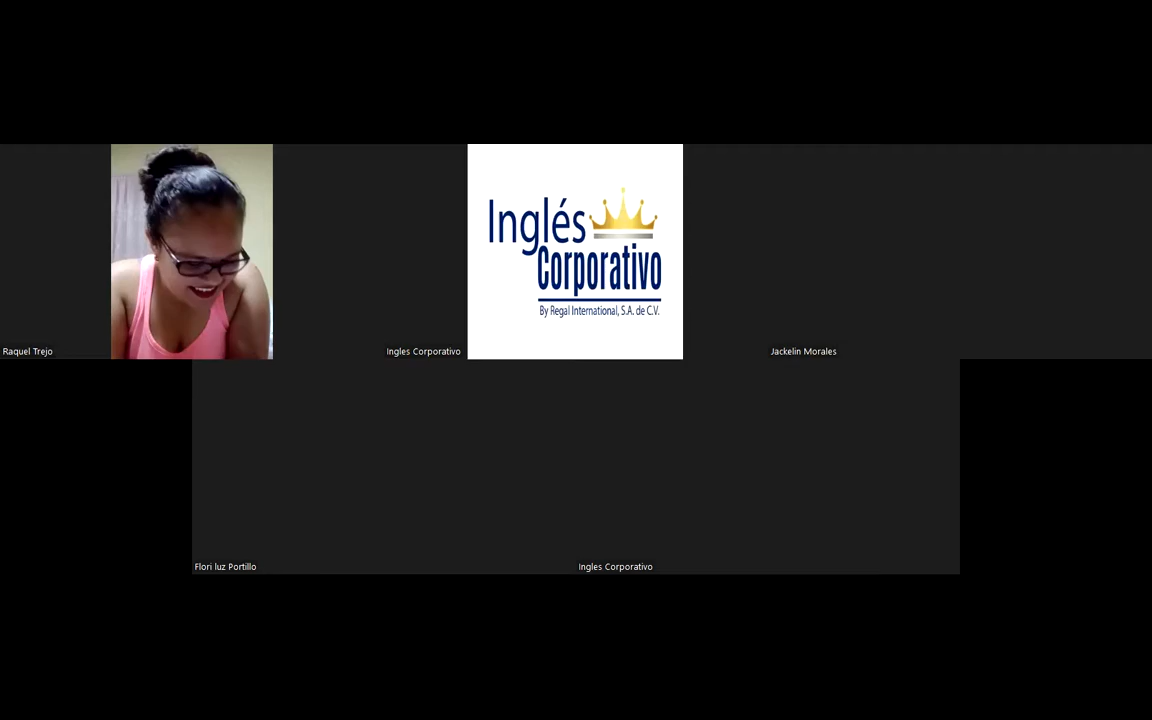 Inglés
Corporativo
By Regal International, S.A. de C.V.
Raquel Trejo
Ingles Corporativo
Jackelin Morales
Flori luz Portillo
Ingles Corporativo